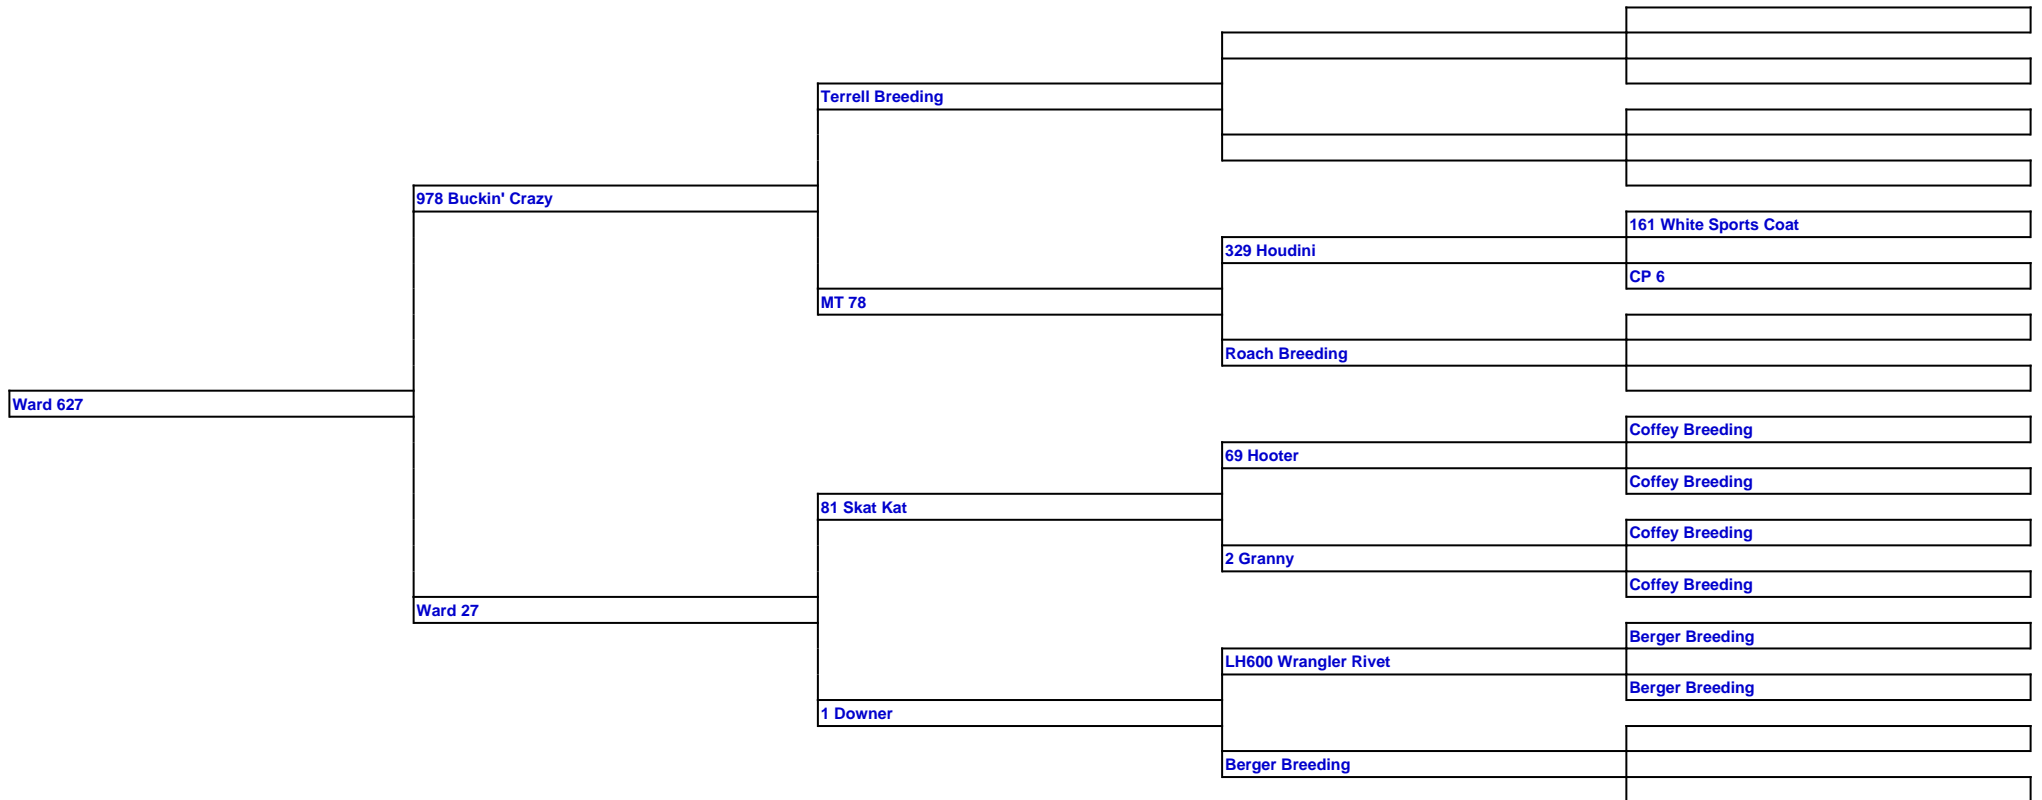 Terrell Breeding
978 Buckin' Crazy
161 White Sports Coat
329 Houdini
CP 6
MT 78
Roach Breeding
Ward 627
Coffey Breeding
69 Hooter
Coffey Breeding
81 Skat Kat
Coffey Breeding
2 Granny
Coffey Breeding
Ward 27
Berger Breeding
LH600 Wrangler Rivet
Berger Breeding
1 Downer
Berger Breeding